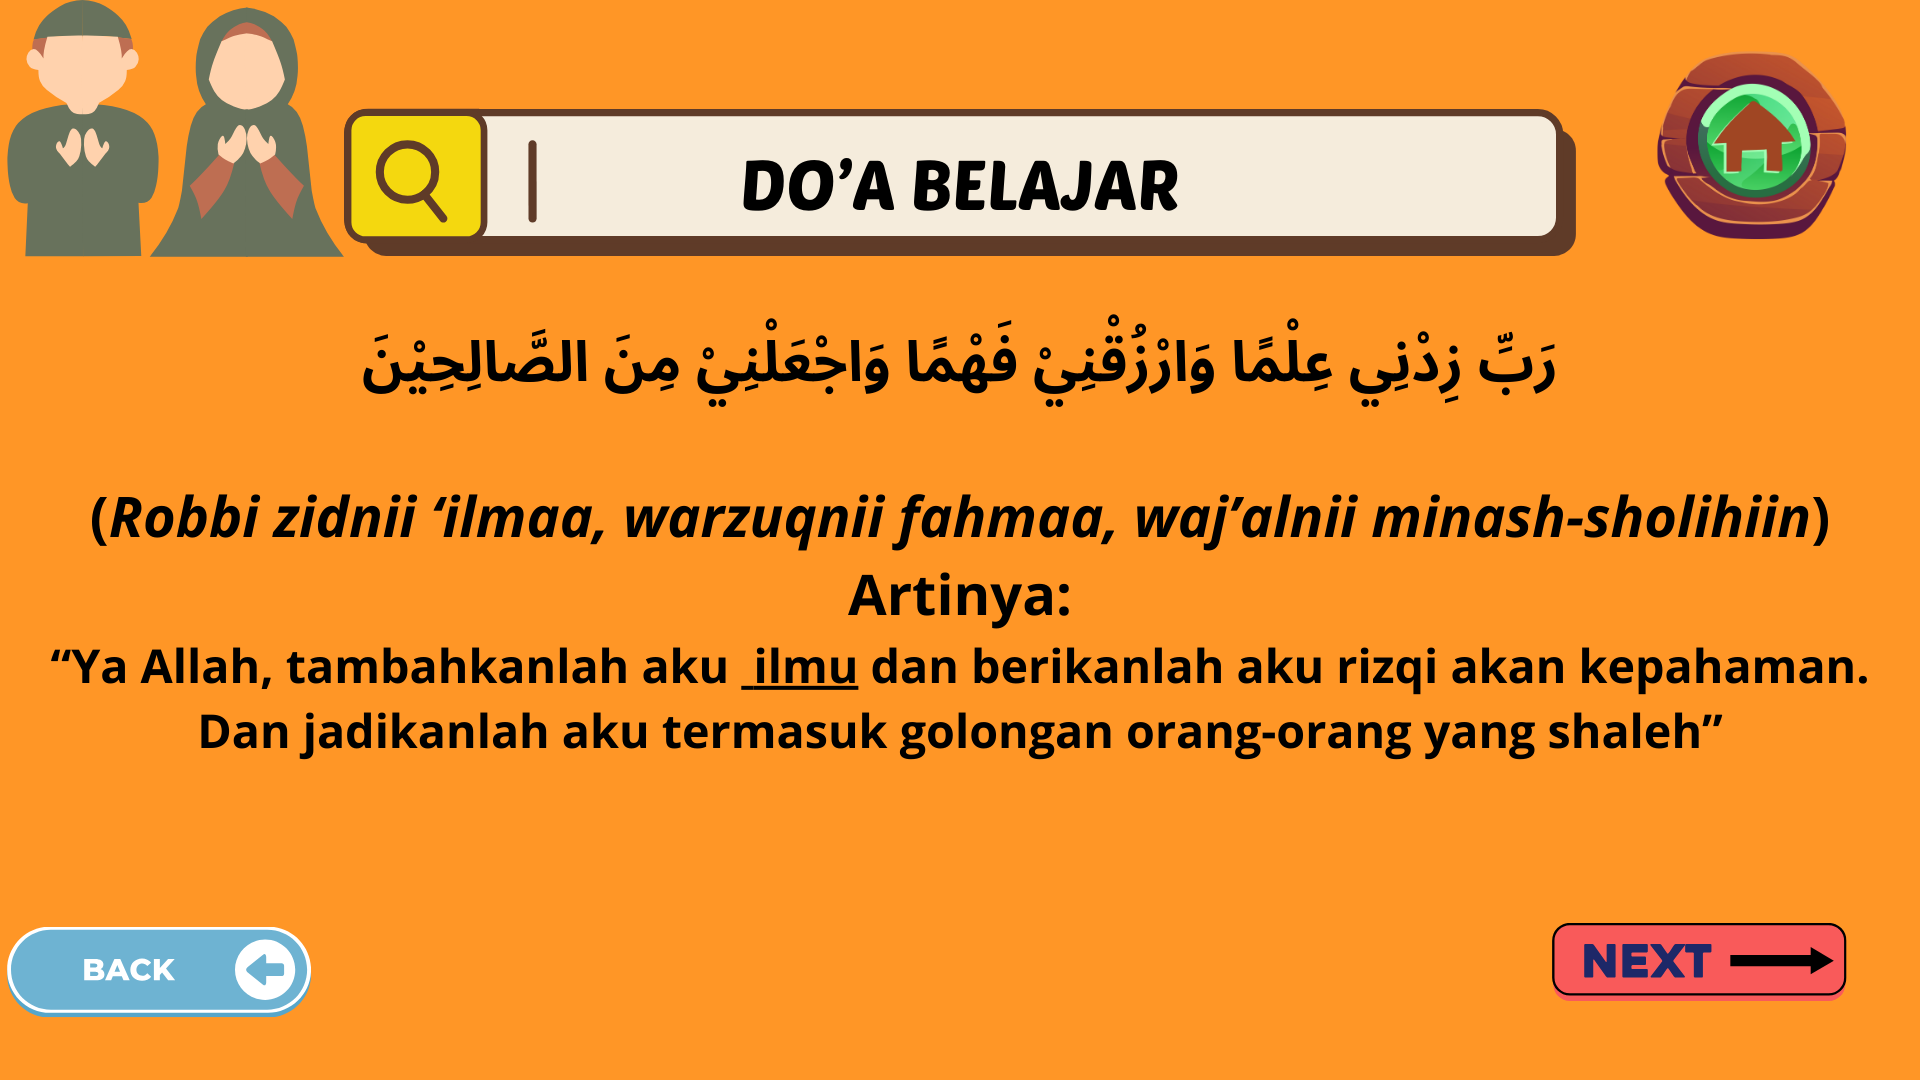 DO’A BELAJAR
رَبِّ زِدْنِي عِلْمًا وَارْزُقْنِيْ فَهْمًا وَاجْعَلْنِيْ مِنَ الصَّالِحِيْنَ
(Robbi zidnii ‘ilmaa, warzuqnii fahmaa, waj’alnii minash-sholihiin)
Artinya:
“Ya Allah, tambahkanlah aku _ilmu dan berikanlah aku rizqi akan kepahaman.
Dan jadikanlah aku termasuk golongan orang-orang yang shaleh”
BACK
NEXT